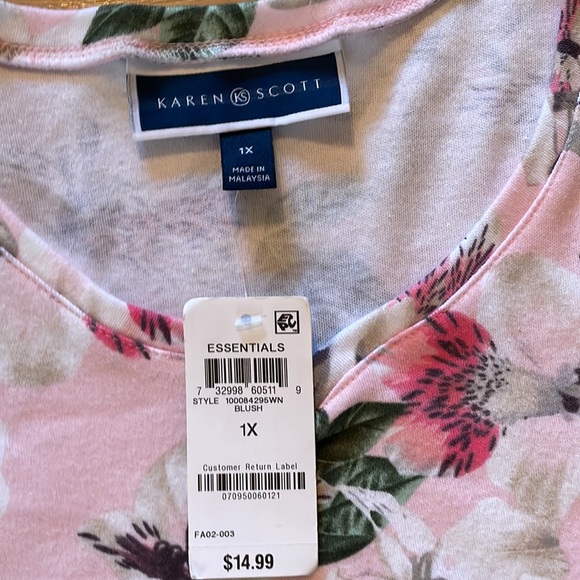 KAREN KS SCOTT
1X
MADE IN
MALAYSIA
ESSENTIALS
7 32998 60511 9
STYLE 100084295WN
BLUSH
1X
Customer Return Label
070950060121
FA02-003
$14.99